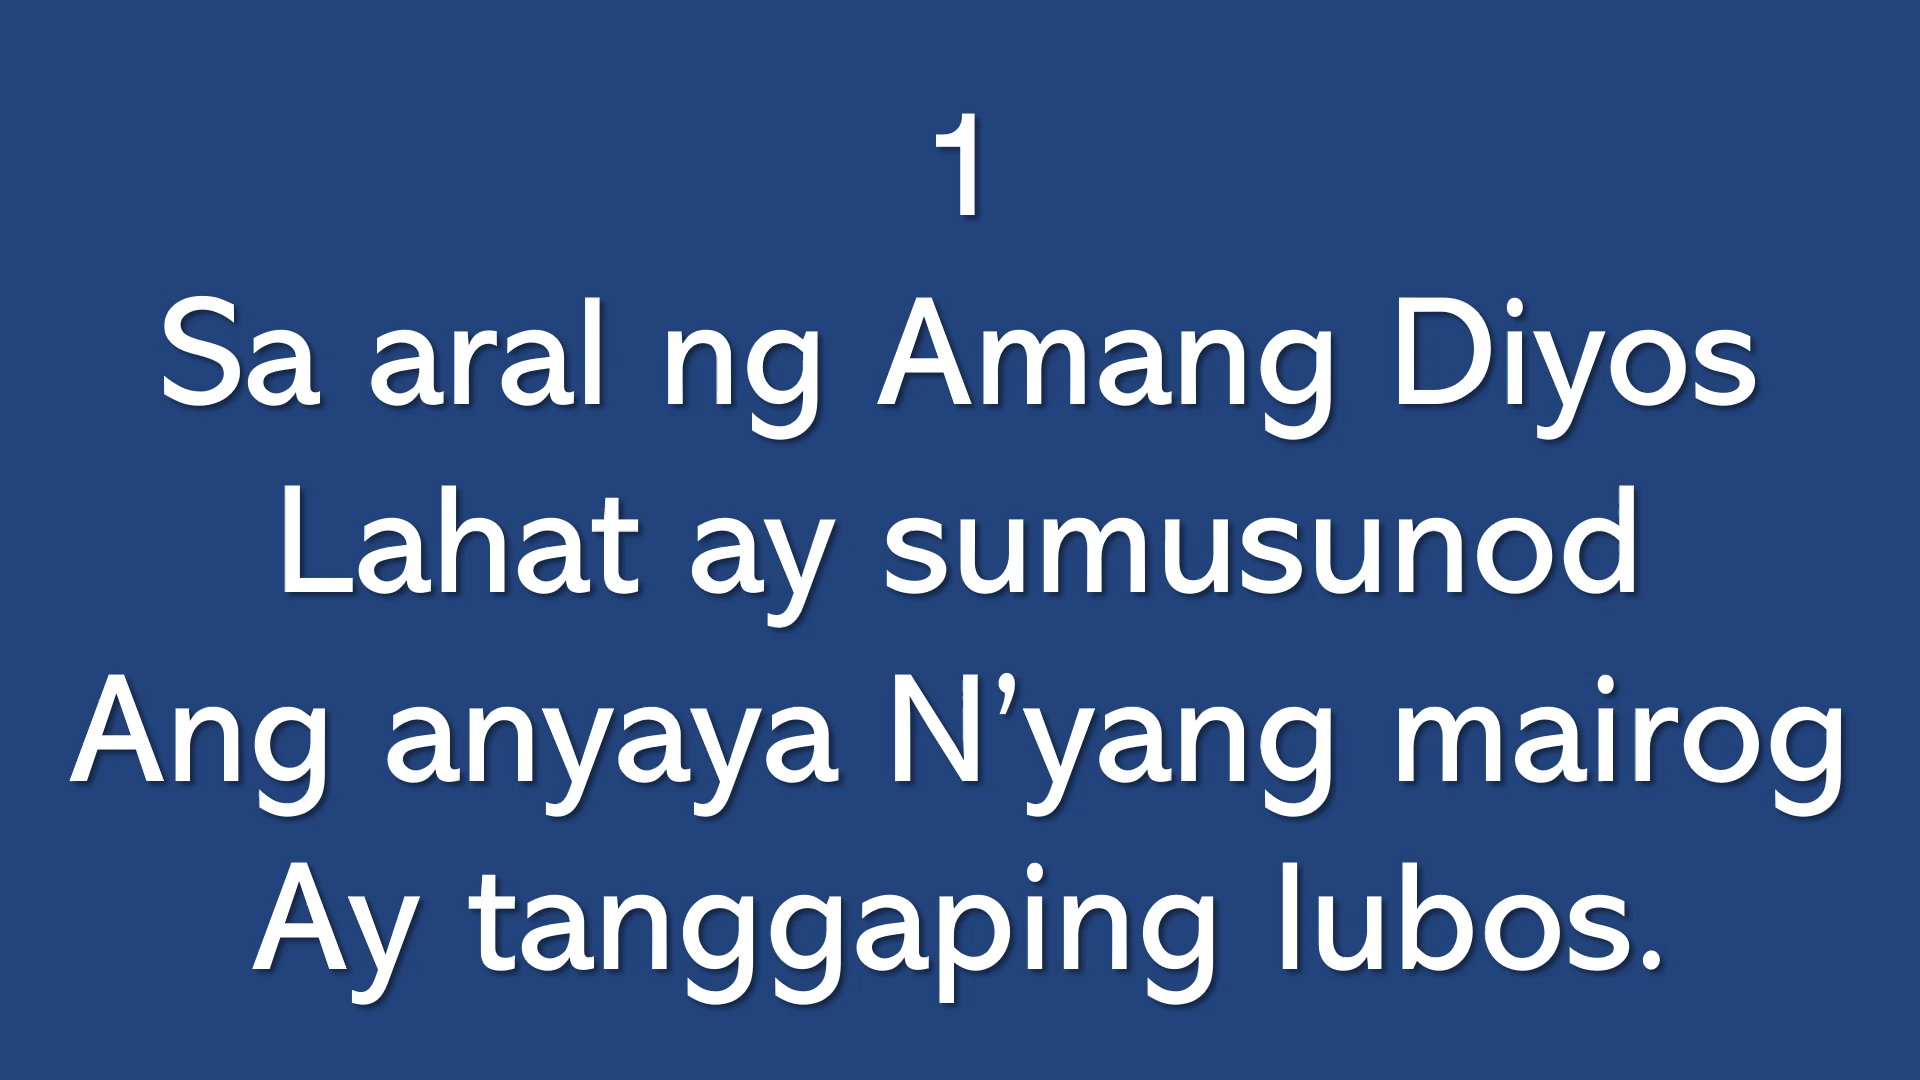 1
Sa aral ng Amang Diyos
Lahat ay sumusunod
Ang anyaya N’yang mairog
Ay tanggaping lubos.